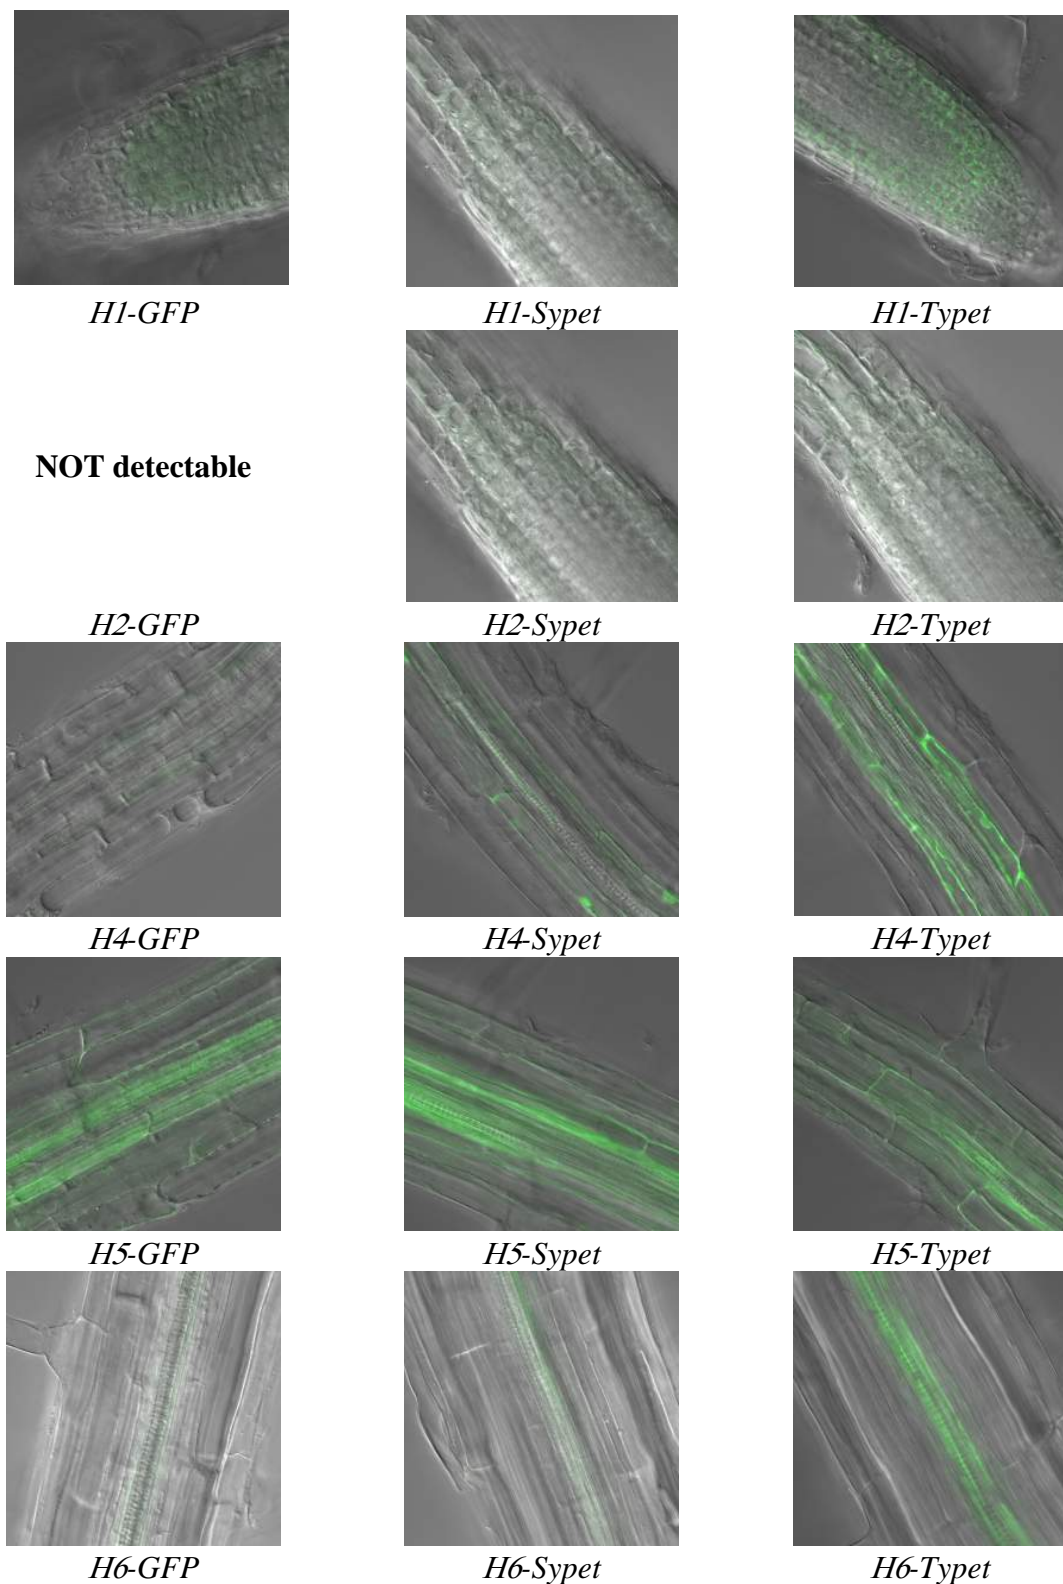 H1-GFP H1-Sypet H1-Typet
NOT detectable
H2-GFP H2-Sypet H2-Typet
H4-GFP H4-Sypet H4-Typet
H5-GFP H5-Sypet H5-Typet
H6-GFP H6-Sypet H6-Typet